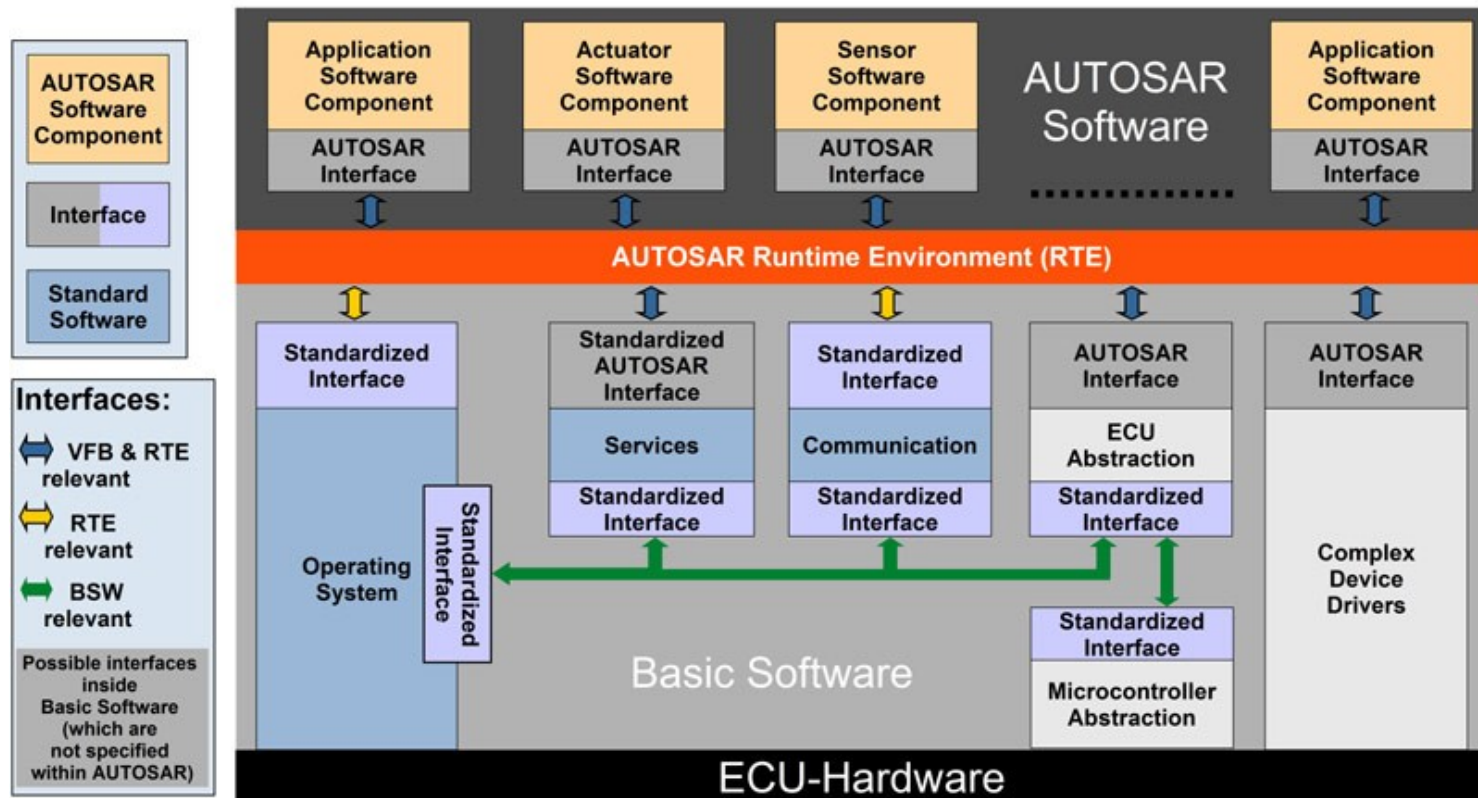 AUTOSAR
Software
Component
Interface
Standard
Software
Interfaces:
VFB & RTE
relevant
RTE
relevant
BSW
relevant
Possible interfaces
inside
Basic Software
(which are
not specified
within AUTOSAR)
Application
Software
Component
AUTOSAR
Interface
Actuator
Software
Component
AUTOSAR
Interface
Sensor
Software
Component
AUTOSAR
Interface
AUTOSAR
Software
Application
Software
Component
AUTOSAR
Interface
AUTOSAR Runtime Environment (RTE)
Standardized
Interface
Operating
System
Standardized
Interface
Standardized
AUTOSAR
Interface
Services
Standardized
Interface
Standardized
Interface
Communication
Standardized
Interface
AUTOSAR
Interface
ECU
Abstraction
Standardized
Interface
Standardized
Interface
Microcontroller
Abstraction
AUTOSAR
Interface
Complex
Device
Drivers
Basic Software
ECU-Hardware